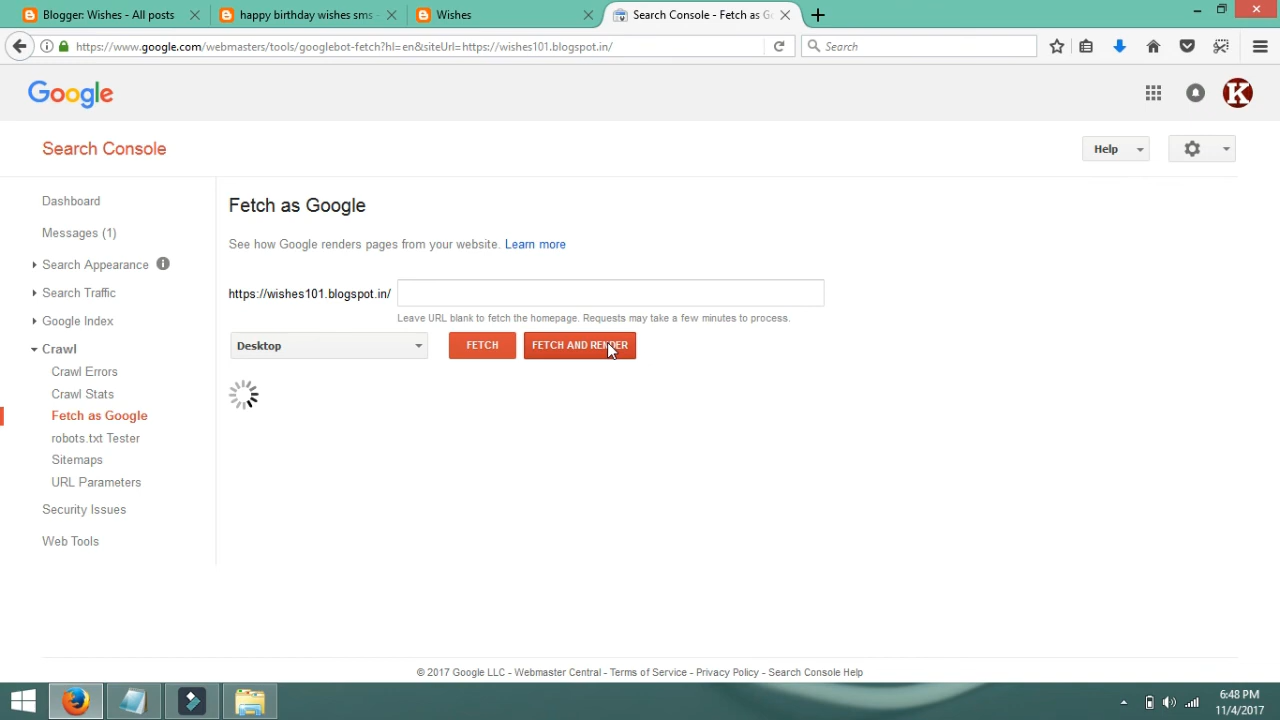 Blogger: Wishes - All posts
happy birthday wishes sms -
Wishes
Search Console - Fetch as Go
https://www.google.com/webmasters/tools/googlebot-fetch?hl=en&siteUrl=https://wishes101.blogspot.in/
Search
Google
K
Search Console
Help
Dashboard
Messages (1)
Search Appearance
Search Traffic
Google Index
Crawl
Crawl Errors
Crawl Stats
Fetch as Google
robots.txt Tester
Sitemaps
URL Parameters
Security Issues
Web Tools
Fetch as Google
See how Google renders pages from your website. Learn more
https://wishes101.blogspot.in/
Leave URL blank to fetch the homepage. Requests may take a few minutes to process.
Desktop
FETCH
FETCH AND RENDER
© 2017 Google LLC - Webmaster Central - Terms of Service - Privacy Policy - Search Console Help
6:48 PM
11/4/2017